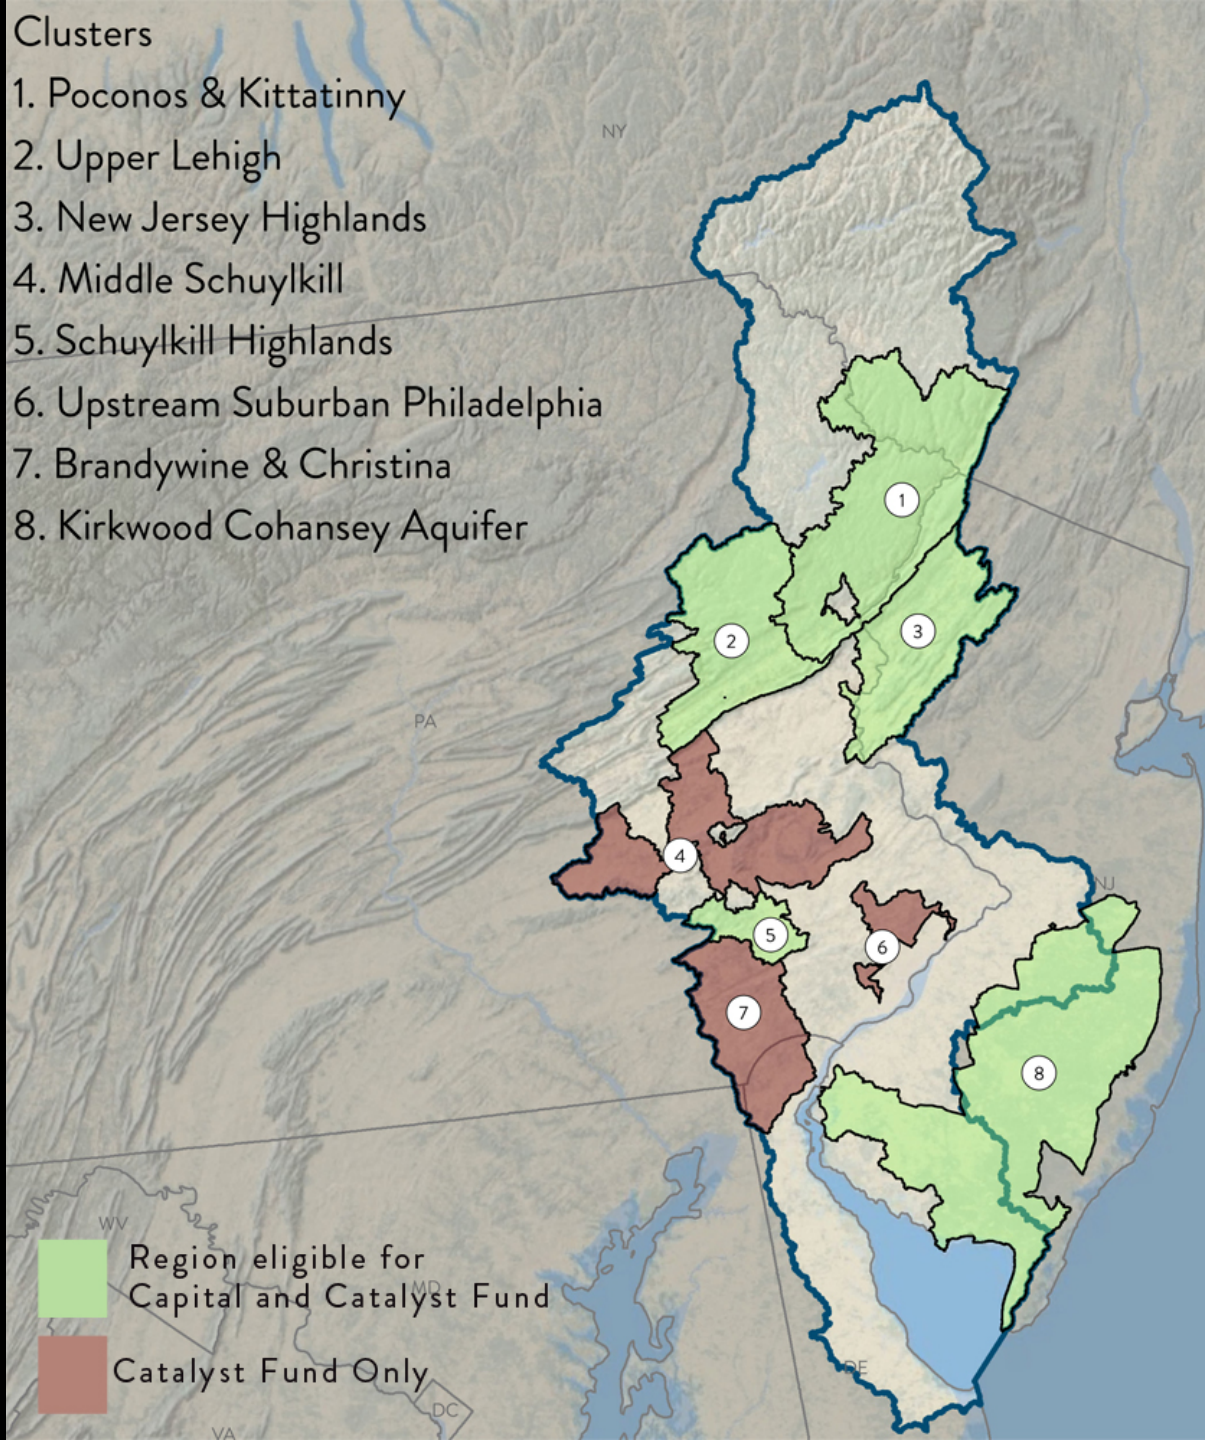 Clusters
1. Poconos & Kittatinny
2. Upper Lehigh
3. New Jersey Highlands
4. Middle Schuylkill
5. Schuylkill Highlands
6. Upstream Suburban Philadelphia
7. Brandywine & Christina
8. Kirkwood Cohansey Aquifer
NY
1
3
2
PA
4
NJ
5
6
7
8
WV
Region eligible for
Capital and Catalyst Fund
MD
Catalyst Fund Only
DE
DC
VA